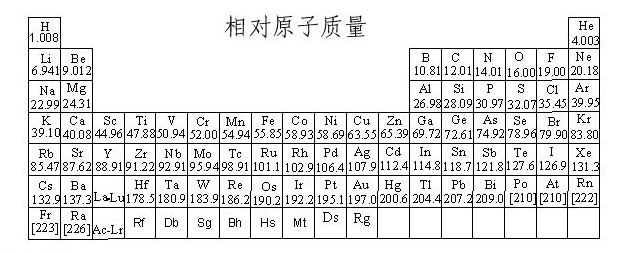 相对原子质量
H He
1.008 4.003
Li Be B C N O F Ne
6.941 9.012 10.81 12.01 14.01 16.00 19.00 20.18
Na Mg Al Si P S Cl Ar
22.99 24.31 26.98 28.09 30.97 32.07 35.45 39.95
K Ca Sc Ti V Cr Mn Fe Co Ni Cu Zn Ga Ge As Se Br Kr
39.10 40.08 44.96 47.88 50.94 52.00 54.94 55.85 58.93 58.69 63.55 65.39 69.72 72.61 74.92 78.96 79.90 83.80
Rb Sr Y Zr Nb Mo Tc Ru Rh Pd Ag Cd In Sn Sb Te I Xe
85.47 87.62 88.91 91.22 92.91 95.94 98.91 101.1 102.9 106.4 107.9 112.4 114.8 118.7 121.8 127.6 126.9 131.3
Cs Ba La-Lu Hf Ta W Re Os Ir Pt Au Hg Tl Pb Bi Po At Rn
132.9 137.3 178.5 180.9 183.9 186.2 190.2 192.2 195.1 197.0 200.6 204.4 207.2 209.0 [210] [210] [222]
Fr Ra Ac-Lr Rf Db Sg Bh Hs Mt Ds Rg
[223] [226]